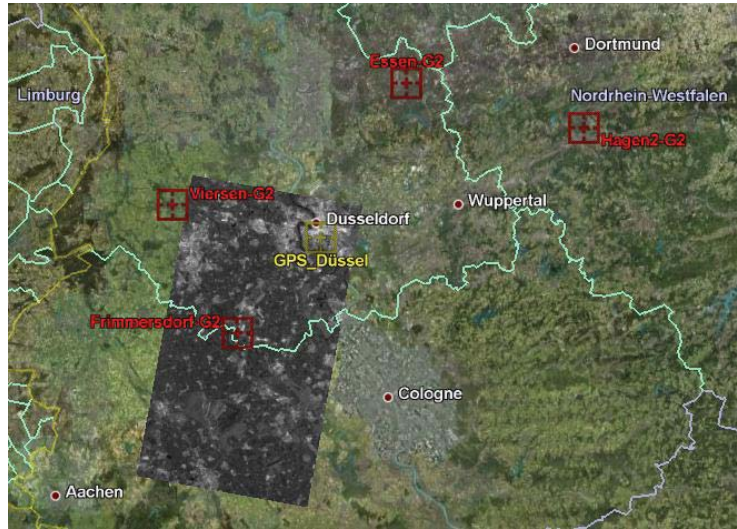 Dortmund
Essen-G2
Limburg
Nordrhein-Westfalen
Hagen2-G2
Viersen-G2
Wuppertal
Dusseldorf
GPS_Düssel
Frimmersdorf-G2
Cologne
Aachen